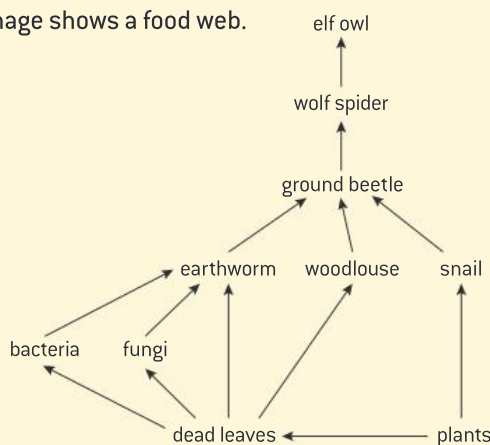 image shows a food web.
elf owl
wolf spider
ground beetle
earthworm woodlouse snail
bacteria fungi
dead leaves plants